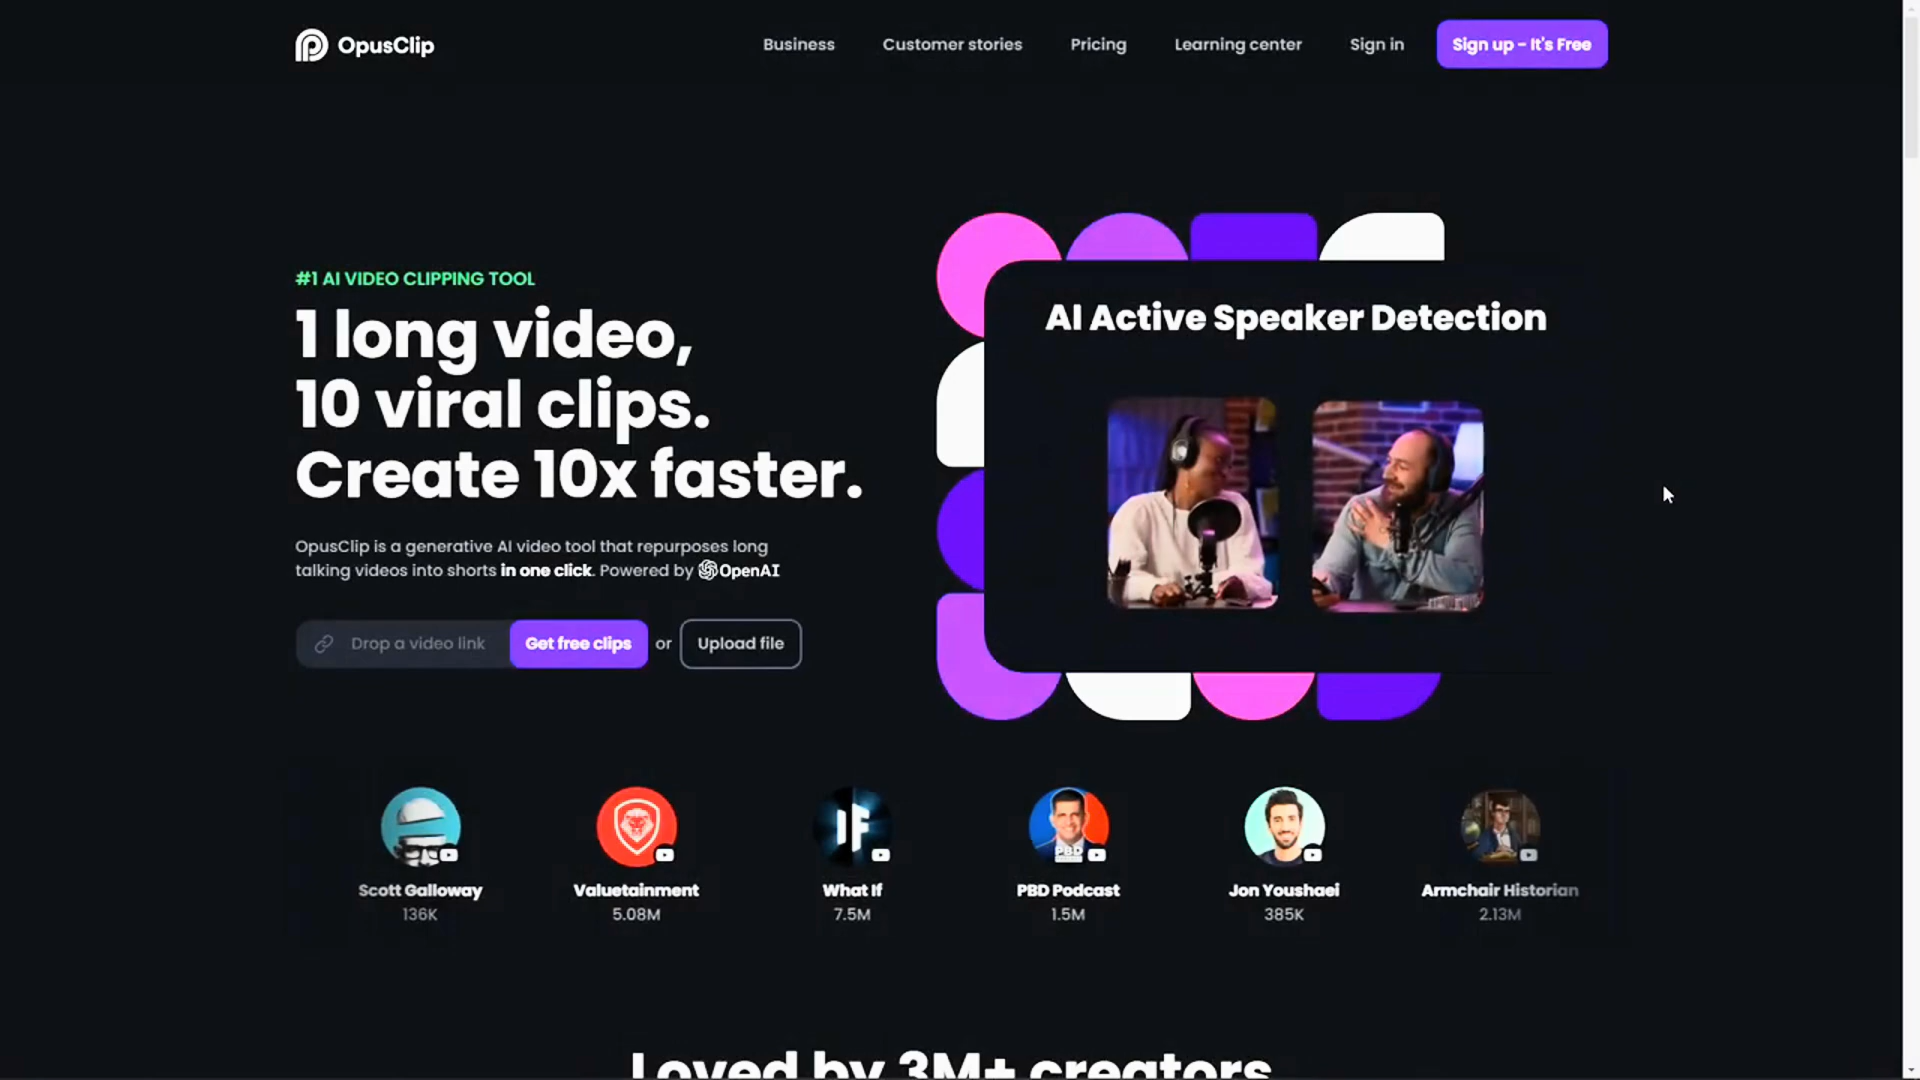 OpusClip
Business
Customer stories
Pricing
Learning center
Sign in
Sign up - It's Free
#1 AI VIDEO CLIPPING TOOL
1 long video,
10 viral clips.
Create 10x faster.
OpusClip is a generative AI video tool that repurposes long
talking videos into shorts in one click. Powered by OpenAI
Drop a video link
Get free clips
or
Upload file
AI Active Speaker Detection
IF
PBD
Scott Galloway
Valuetainment
What If
PBD Podcast
Jon Youshaei
Armchair Historian
136K
5.08M
7.5M
1.5M
385K
2.13M
Loved by 3M+ creators